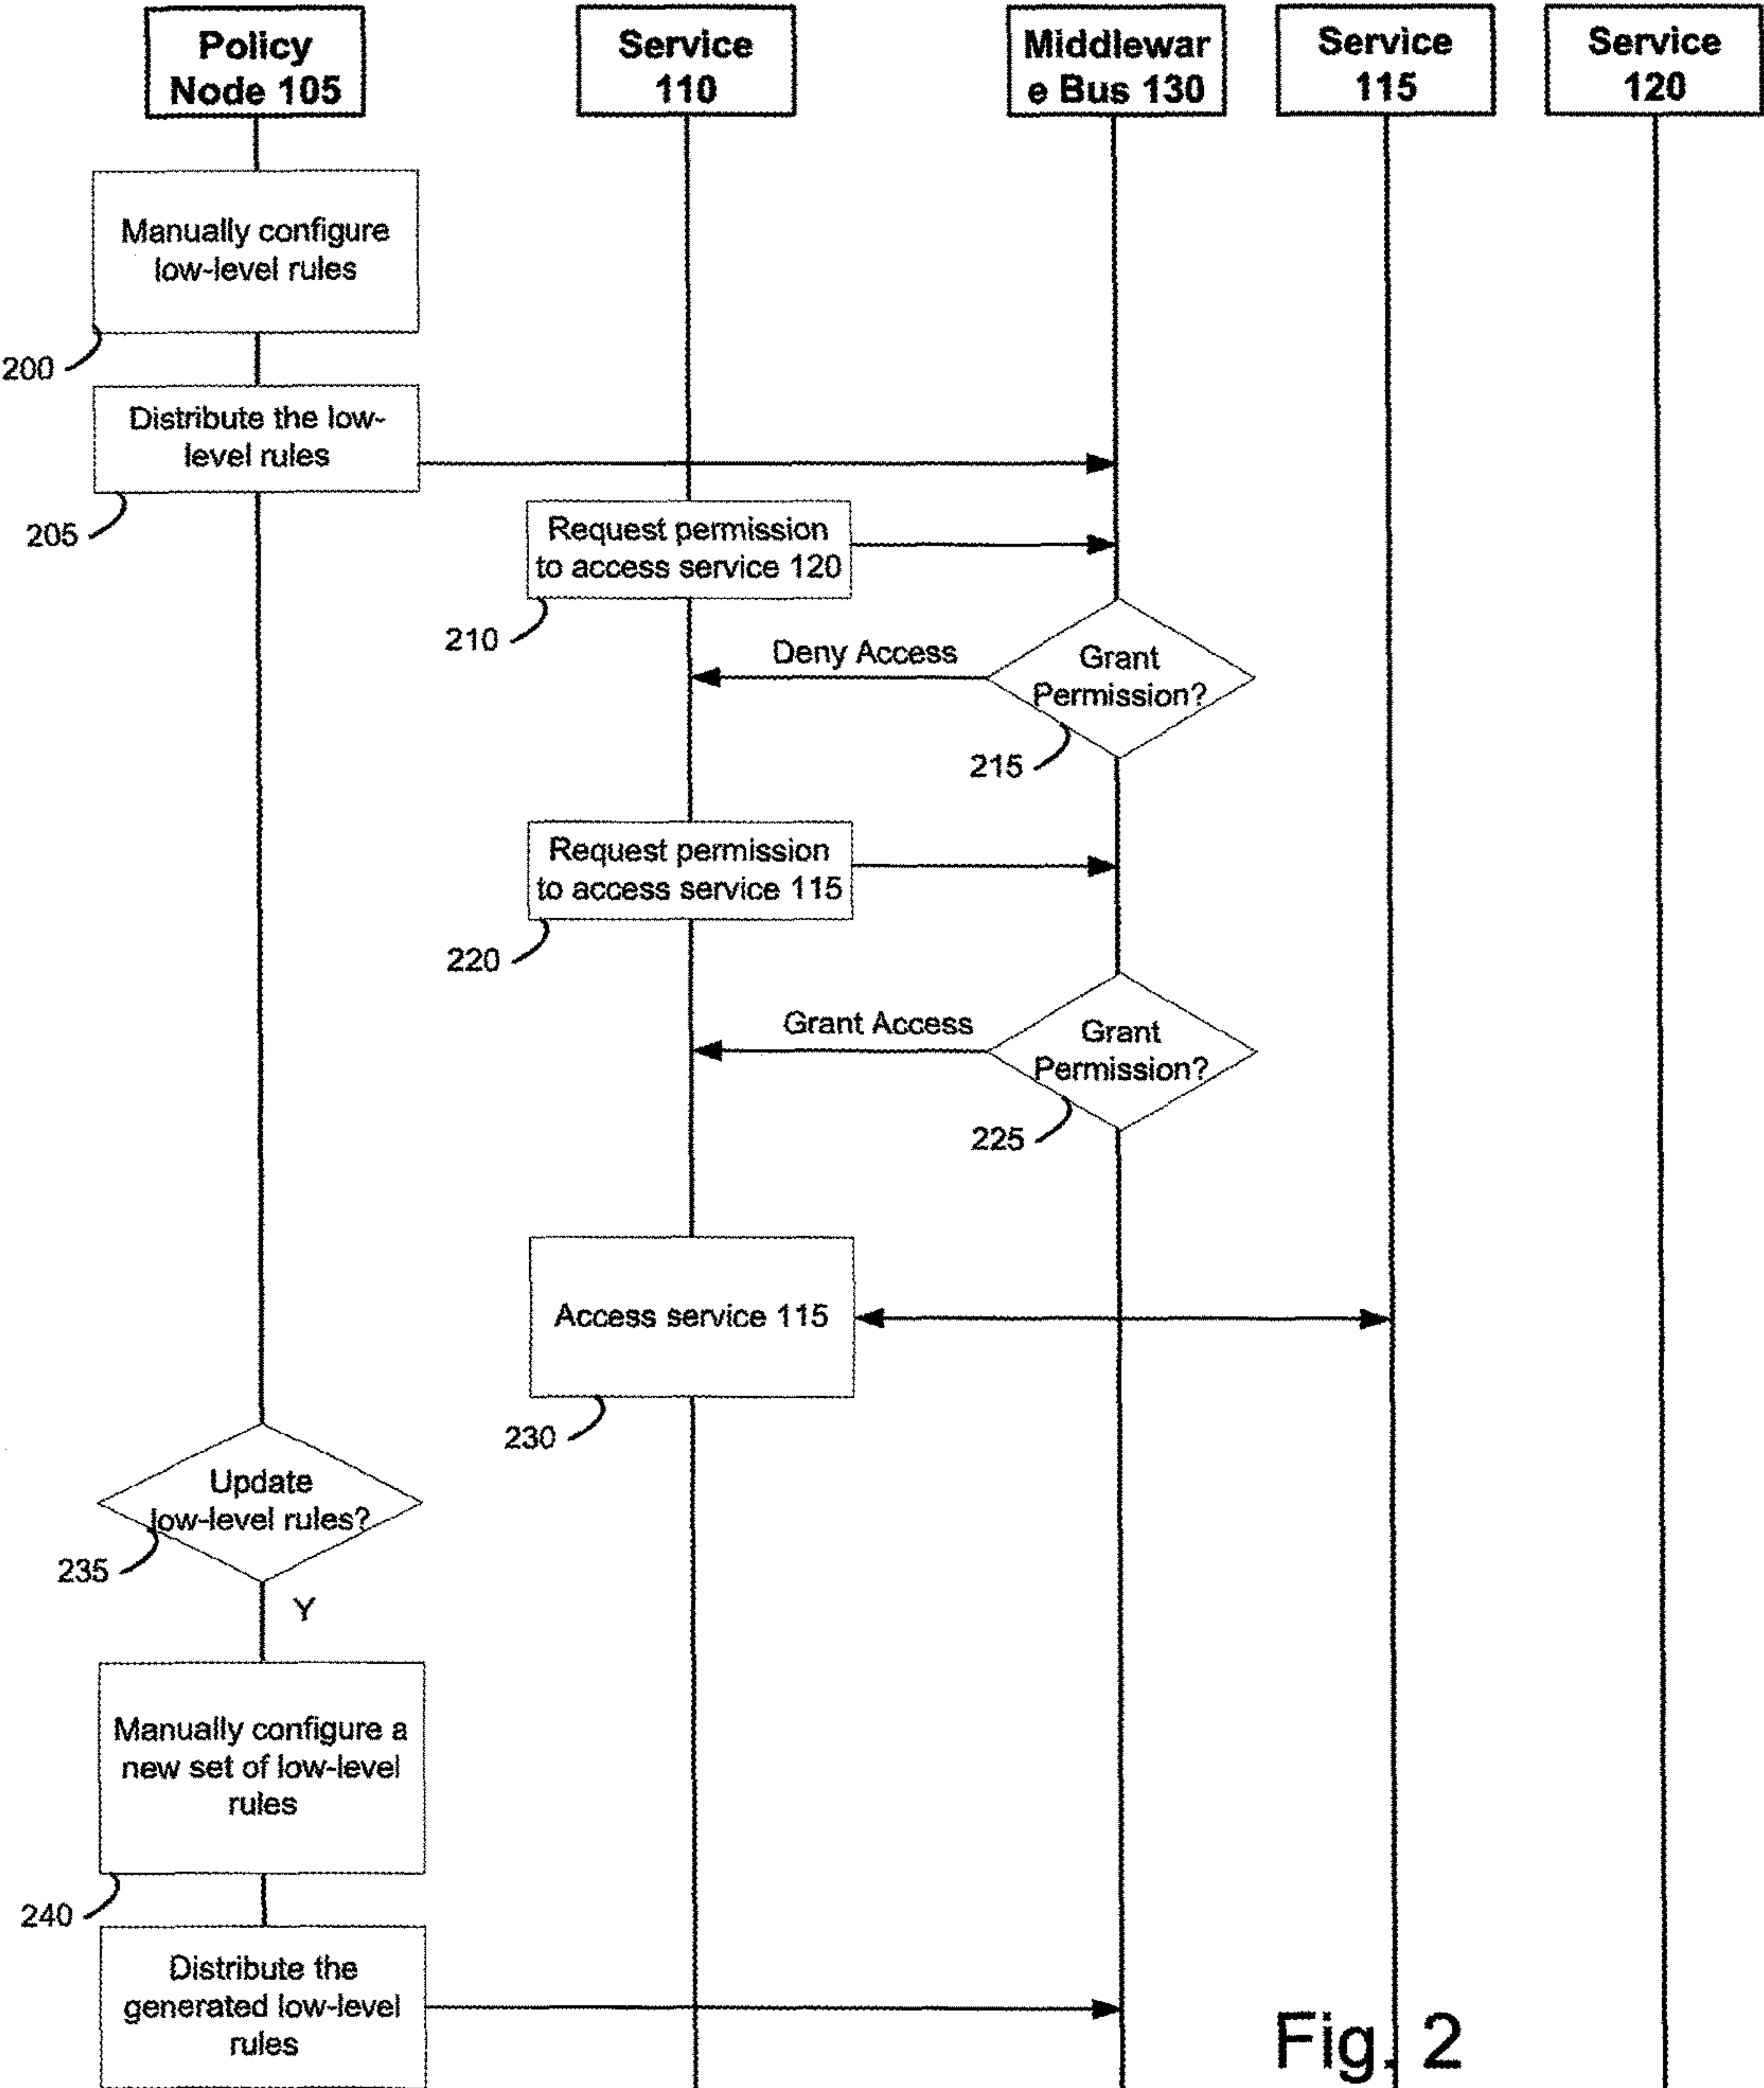 Policy
Node 105
Service
110
Middlewar
e Bus 130
Service
115
Service
120
Manually configure
low-level rules
200
Distribute the low-
level rules
205
Request permission
to access service 120
210
Deny Access
Grant
Permission?
215
Request permission
to access service 115
220
Grant Access
Grant
Permission?
225
Access service 115
230
Update
low-level rules?
235
Y
Manually configure a
new set of low-level
rules
240
Distribute the
generated low-level
rules
Fig. 2